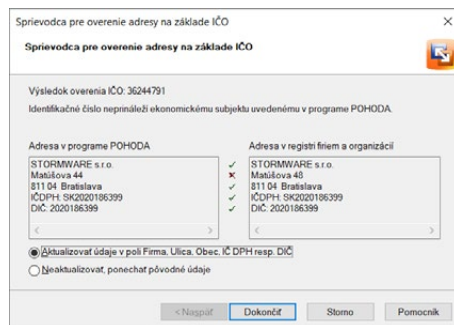 Sprievodca pre overenie adresy na základe IČO
Sprievodca pre overenie adresy na základe IČO
Výsledok overenia IČO: 36244791
Identifikačné číslo neprináleží ekonomickému subjektu uvedenému v programe POHODA.
Adresa v programe POHODA
STORMWARE s.r.o.
Matúšova 44
811 04 Bratislava
IČDPH: SK2020186399
DIČ: 2020186399
Adresa v registri firiem a organizácií
STORMWARE s.r.o.
Matúšova 48
811 04 Bratislava
IČDPH: SK2020186399
DIČ: 2020186399
Aktualizovať údaje v poli Firma, Ulica, Obec, IČ DPH resp. DIČ
Neaktualizovať, ponechať pôvodné údaje
< Naspäť
Dokončiť
Storno
Pomocník